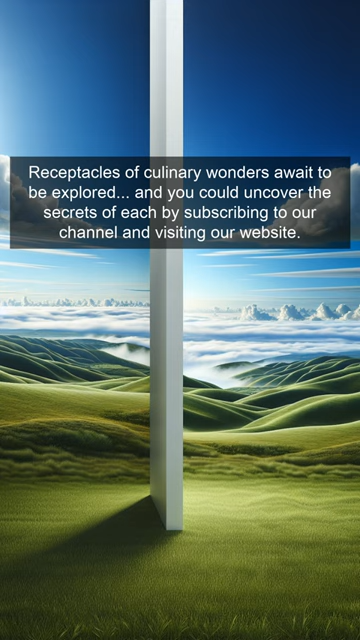 Receptacles of culinary wonders await to
be explored... and you could uncover the
secrets of each by subscribing to our
channel and visiting our website.